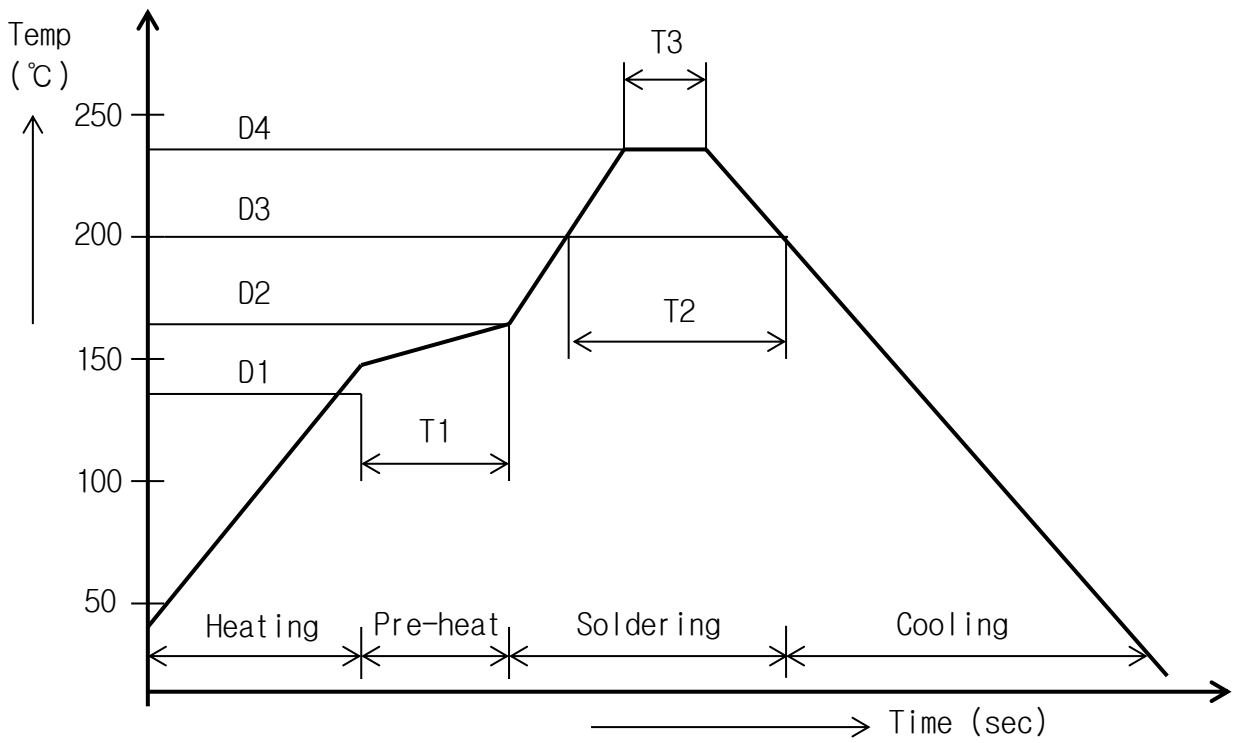 Temp
(℃)
T3
250
D4
D3
200
D2
T2
150
D1
T1
100
50
Heating Pre-heat Soldering Cooling
Time (sec)